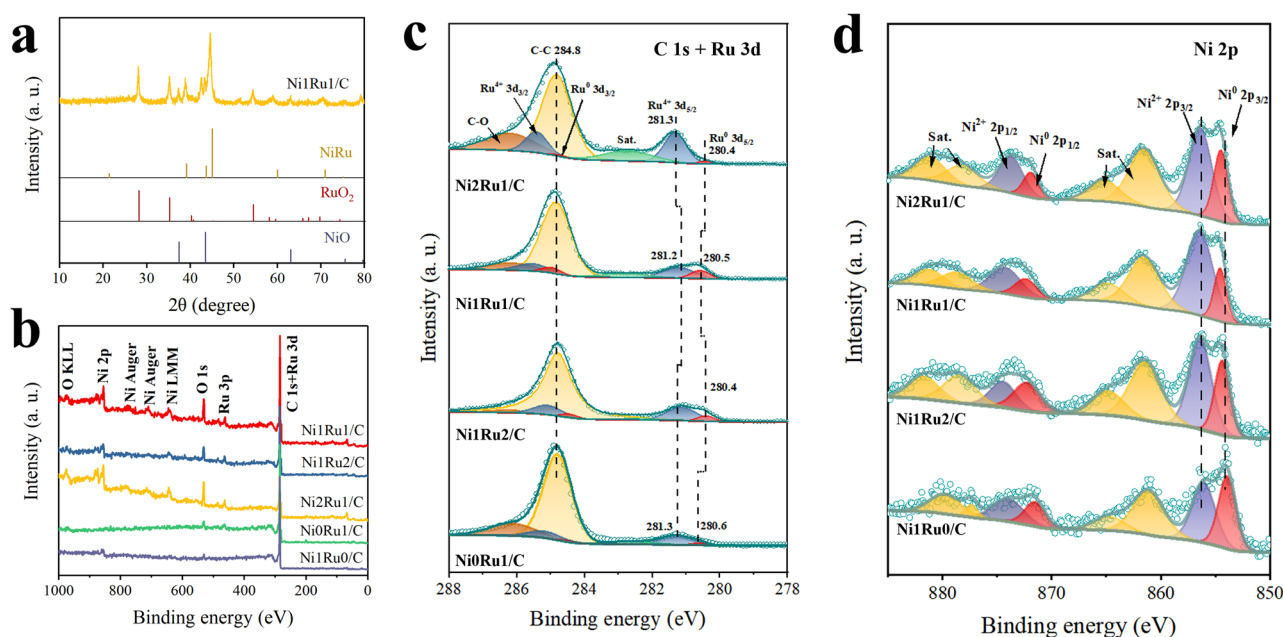 a
Intensity (a. u.)
Ni1Ru1/C
NiRu
RuO₂
NiO
10 20 30 40 50 60 70 80
2θ (degree)
b
Intensity (a. u.)
O KLL
Ni 2p
Ni Auger
Ni Auger
Ni LMM
O 1s
Ru 3p
C 1s+Ru 3d
Ni1Ru1/C
Ni1Ru2/C
Ni2Ru1/C
Ni0Ru1/C
Ni1Ru0/C
1000 800 600 400 200 0
Binding energy (eV)
c
C 1s + Ru 3d
Intensity (a. u.)
C-C 284.8
Ru⁴⁺ 3d₃/₂
Ru⁰ 3d₃/₂
C-O
Sat.
Ru⁴⁺ 3d₅/₂
281.3
Ru⁰ 3d₅/₂
280.4
Ni2Ru1/C
281.2
280.5
Ni1Ru1/C
280.4
Ni1Ru2/C
281.3
280.6
Ni0Ru1/C
288 286 284 282 280 278
Binding energy (eV)
d
Ni 2p
Intensity (a. u.)
Sat.
Ni²⁺ 2p₁/₂
Ni⁰ 2p₁/₂
Sat.
Ni²⁺ 2p₃/₂
Ni⁰ 2p₃/₂
Ni2Ru1/C
Ni1Ru1/C
Ni1Ru2/C
Ni1Ru0/C
880 870 860 850
Binding energy (eV)